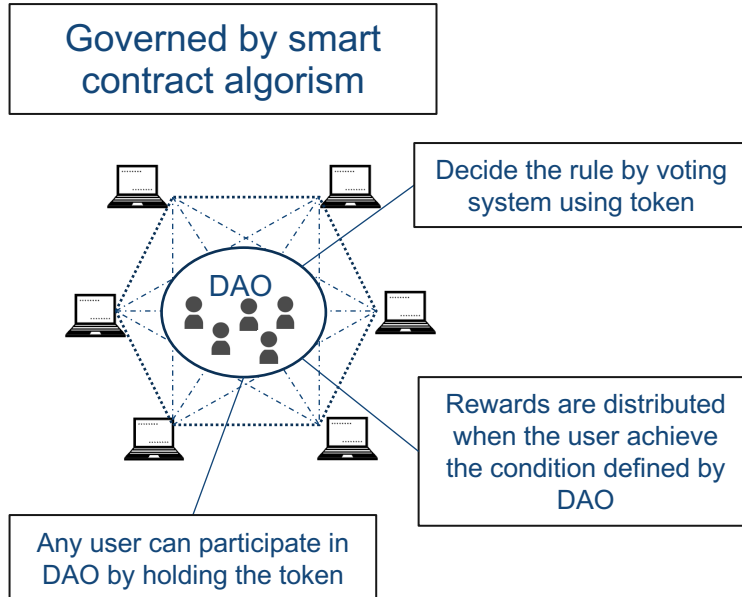 Governed by smart
contract algorism
Decide the rule by voting
system using token
DAO
Rewards are distributed
when the user achieve
the condition defined by
DAO
Any user can participate in
DAO by holding the token